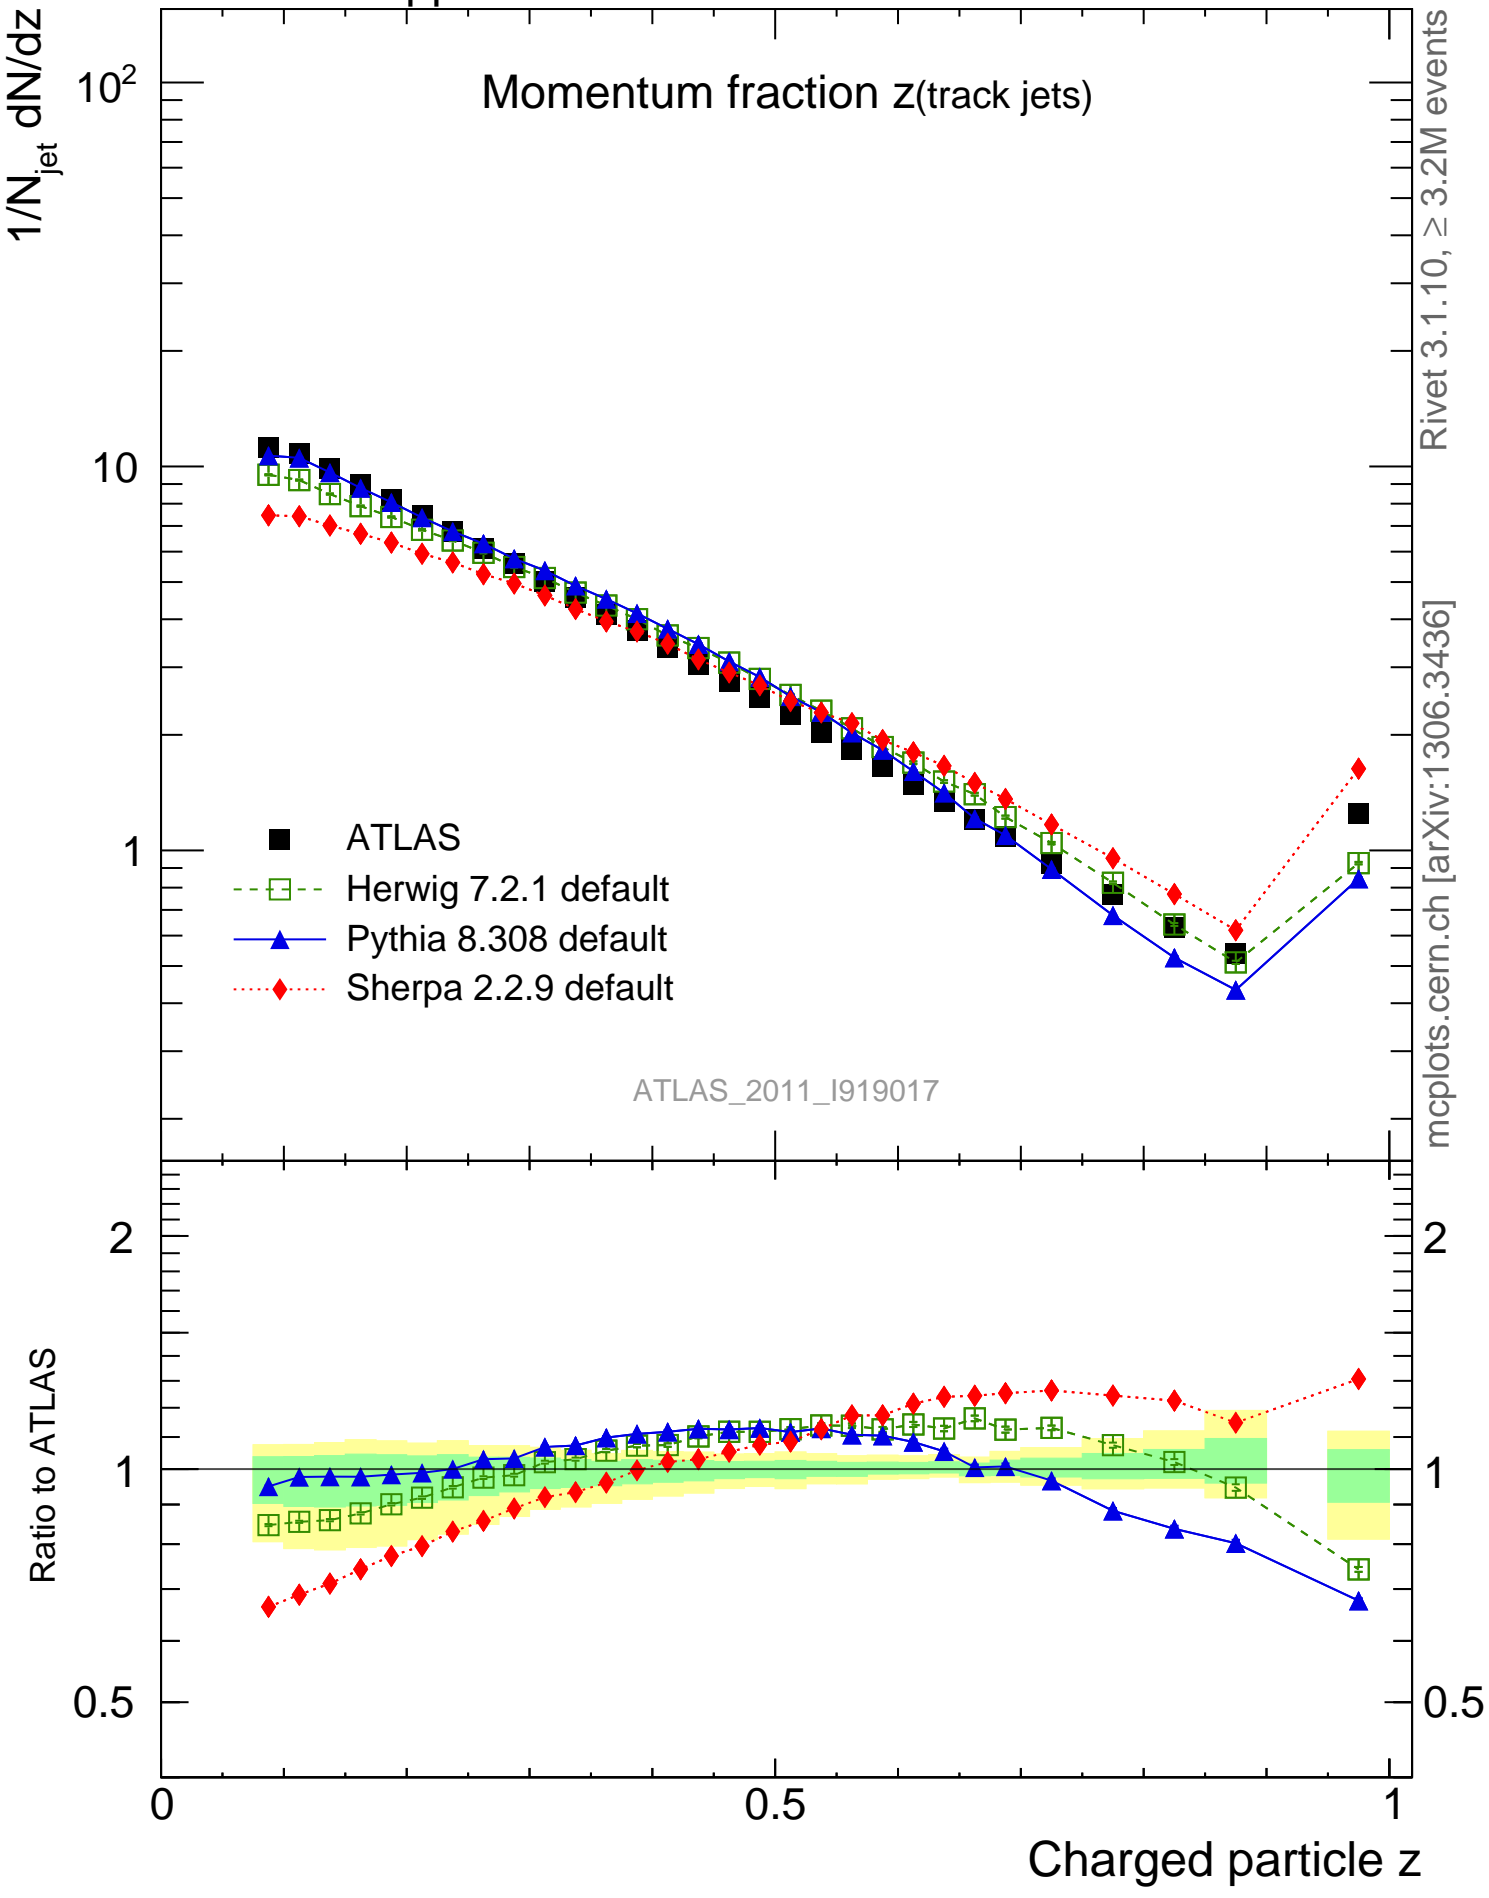 1/N_jet dN/dz
Momentum fraction z(track jets)
10²
10
1
ATLAS
Herwig 7.2.1 default
Pythia 8.308 default
Sherpa 2.2.9 default
ATLAS_2011_I919017
Rivet 3.1.10, ≥ 3.2M events
mcplots.cern.ch [arXiv:1306.3436]
Ratio to ATLAS
2
1
0.5
2
1
0.5
0
0.5
1
Charged particle z